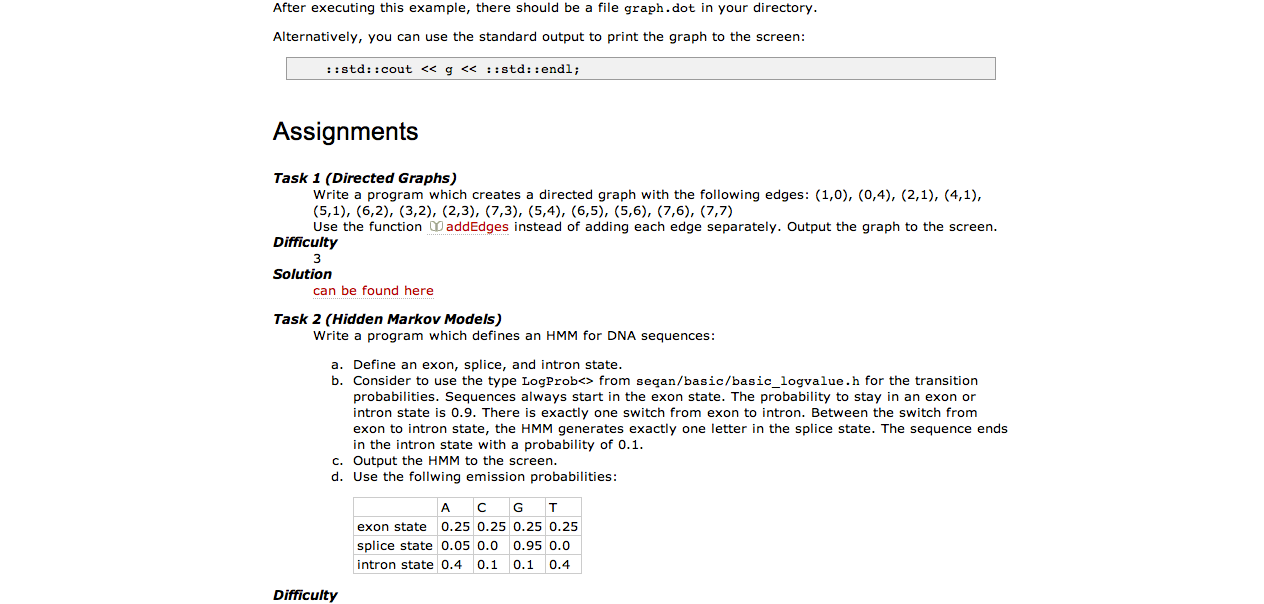 After executing this example, there should be a file graph.dot in your directory.
Alternatively, you can use the standard output to print the graph to the screen:
::std::cout << g << ::std::endl;
Assignments
Task 1 (Directed Graphs)
Write a program which creates a directed graph with the following edges: (1,0), (0,4), (2,1), (4,1),
(5,1), (6,2), (3,2), (2,3), (7,3), (5,4), (6,5), (5,6), (7,6), (7,7)
Use the function addEdges instead of adding each edge separately. Output the graph to the screen.
Difficulty
3
Solution
can be found here
Task 2 (Hidden Markov Models)
Write a program which defines an HMM for DNA sequences:
a. Define an exon, splice, and intron state.
b. Consider to use the type LogProb<> from seqan/basic/basic_logvalue.h for the transition
probabilities. Sequences always start in the exon state. The probability to stay in an exon or
intron state is 0.9. There is exactly one switch from exon to intron. Between the switch from
exon to intron state, the HMM generates exactly one letter in the splice state. The sequence ends
in the intron state with a probability of 0.1.
c. Output the HMM to the screen.
d. Use the follwing emission probabilities:
A C G T
exon state 0.25 0.25 0.25 0.25
splice state 0.05 0.0 0.95 0.0
intron state 0.4 0.1 0.1 0.4
Difficulty